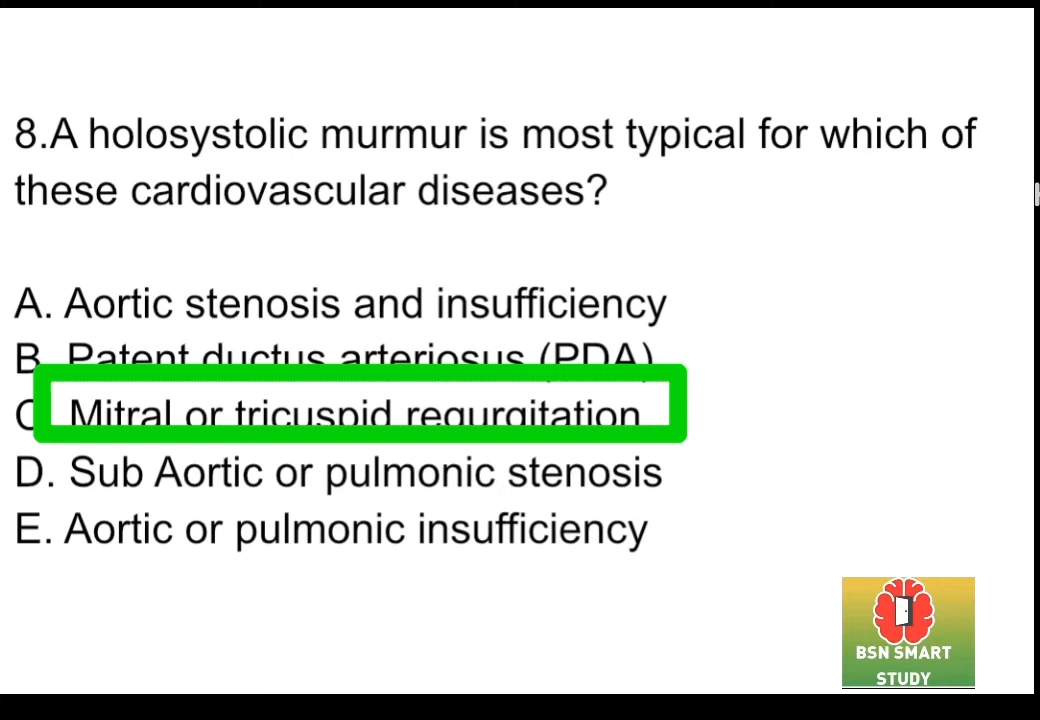 8.A holosystolic murmur is most typical for which of
these cardiovascular diseases?
A. Aortic stenosis and insufficiency
B. Patent ductus arteriosus (PDA)
C. Mitral or tricuspid regurgitation
D. Sub Aortic or pulmonic stenosis
E. Aortic or pulmonic insufficiency
BSN SMART
STUDY